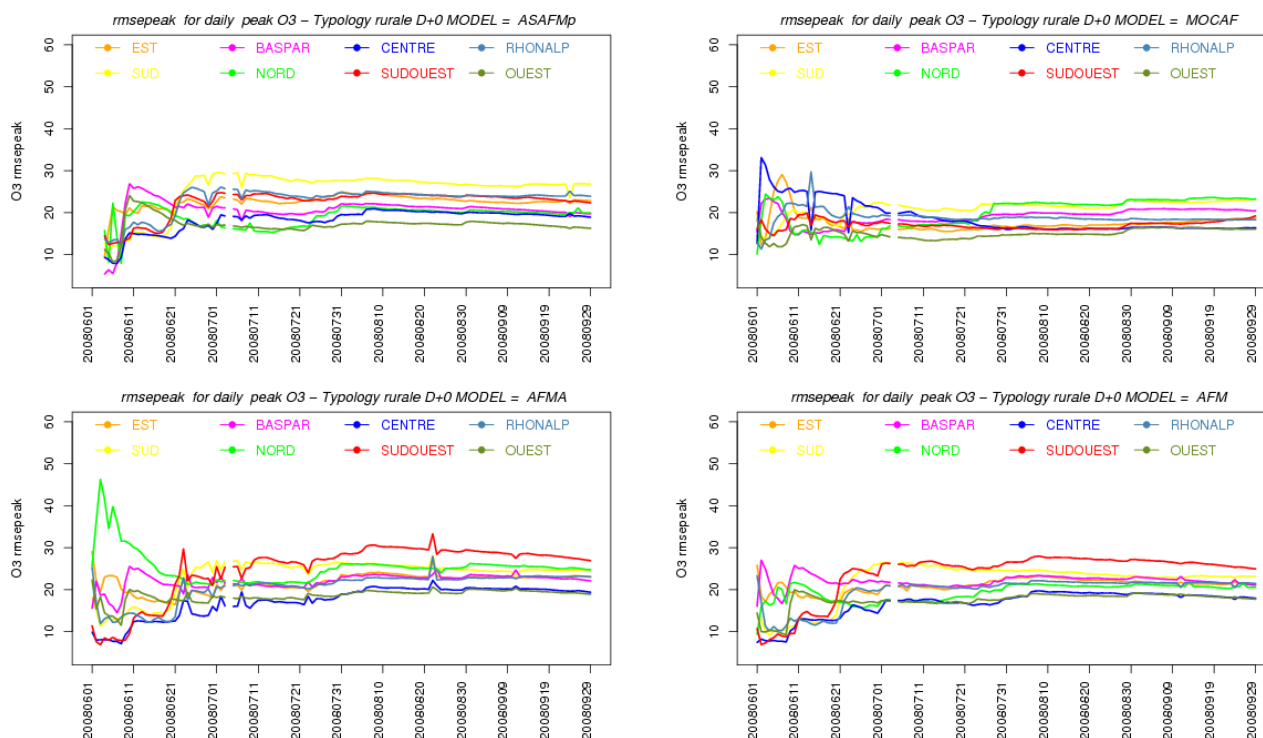 rmsepeak for daily peak O3 – Typology rurale D+0 MODEL = ASAFMp
60
50
40
30
20
10
O3 rmsepeak
EST
BASPAR
CENTRE
RHONALP
SUD
NORD
SUDOUEST
OUEST
20080601
20080611
20080621
20080701
20080711
20080721
20080731
20080810
20080820
20080830
20080909
20080919
20080929
rmsepeak for daily peak O3 – Typology rurale D+0 MODEL = MOCAF
60
50
40
30
20
10
O3 rmsepeak
EST
BASPAR
CENTRE
RHONALP
SUD
NORD
SUDOUEST
OUEST
20080601
20080611
20080621
20080701
20080711
20080721
20080731
20080810
20080820
20080830
20080909
20080919
20080929
rmsepeak for daily peak O3 – Typology rurale D+0 MODEL = AFMA
60
50
40
30
20
10
O3 rmsepeak
EST
BASPAR
CENTRE
RHONALP
SUD
NORD
SUDOUEST
OUEST
20080601
20080611
20080621
20080701
20080711
20080721
20080731
20080810
20080820
20080830
20080909
20080919
20080929
rmsepeak for daily peak O3 – Typology rurale D+0 MODEL = AFM
60
50
40
30
20
10
O3 rmsepeak
EST
BASPAR
CENTRE
RHONALP
SUD
NORD
SUDOUEST
OUEST
20080601
20080611
20080621
20080701
20080711
20080721
20080731
20080810
20080820
20080830
20080909
20080919
20080929